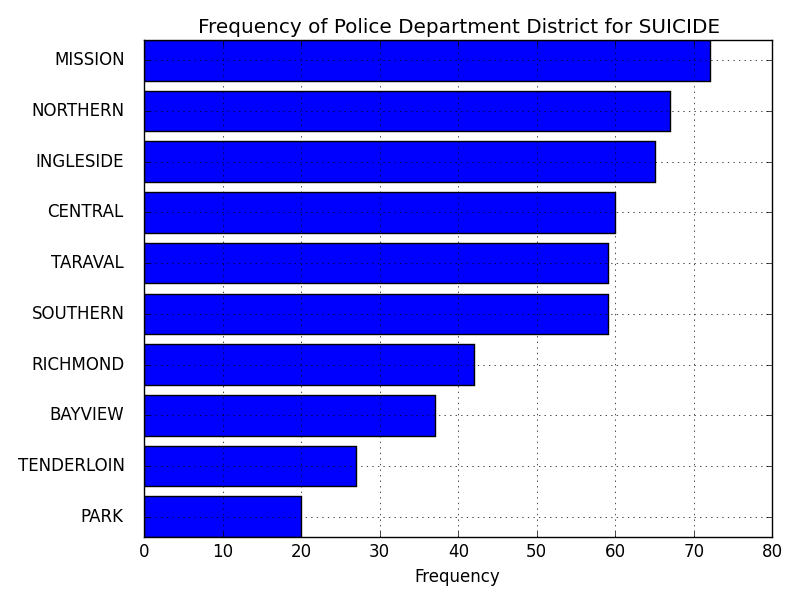 Frequency of Police Department District for SUICIDE
MISSION
NORTHERN
INGLESIDE
CENTRAL
TARAVAL
SOUTHERN
RICHMOND
BAYVIEW
TENDERLOIN
PARK
0 10 20 30 40 50 60 70 80
Frequency